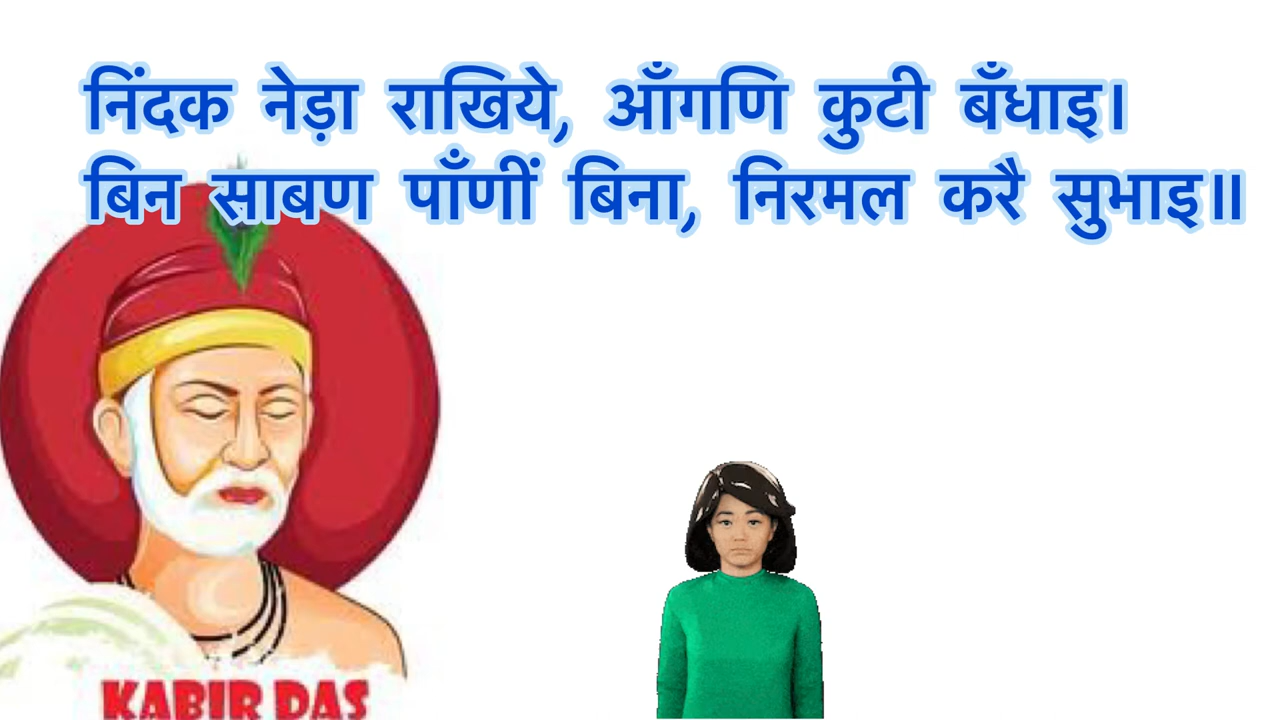 निंदक नेड़ा राखिये, आँगणि कुटी बँधाइ।
बिन साबण पाँणीं बिना, निरमल करै सुभाइ॥
KABIR DAS